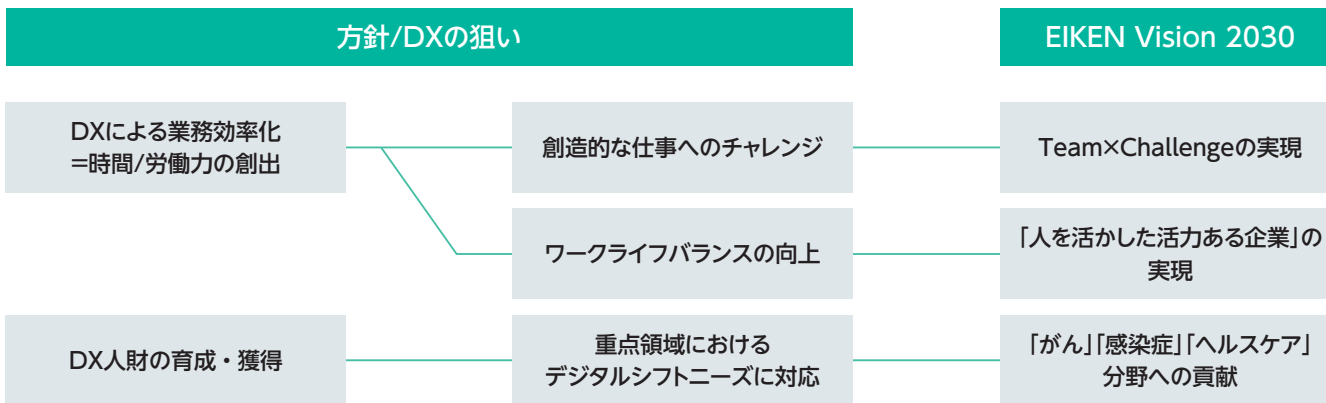 方針/DXの狙い
EIKEN Vision 2030
DXによる業務効率化
=時間/労働力の創出
創造的な仕事へのチャレンジ
Team×Challengeの実現
ワークライフバランスの向上
「人を活かした活力ある企業」の
実現
DX人財の育成・獲得
重点領域における
デジタルシフトニーズに対応
「がん」「感染症」「ヘルスケア」
分野への貢献